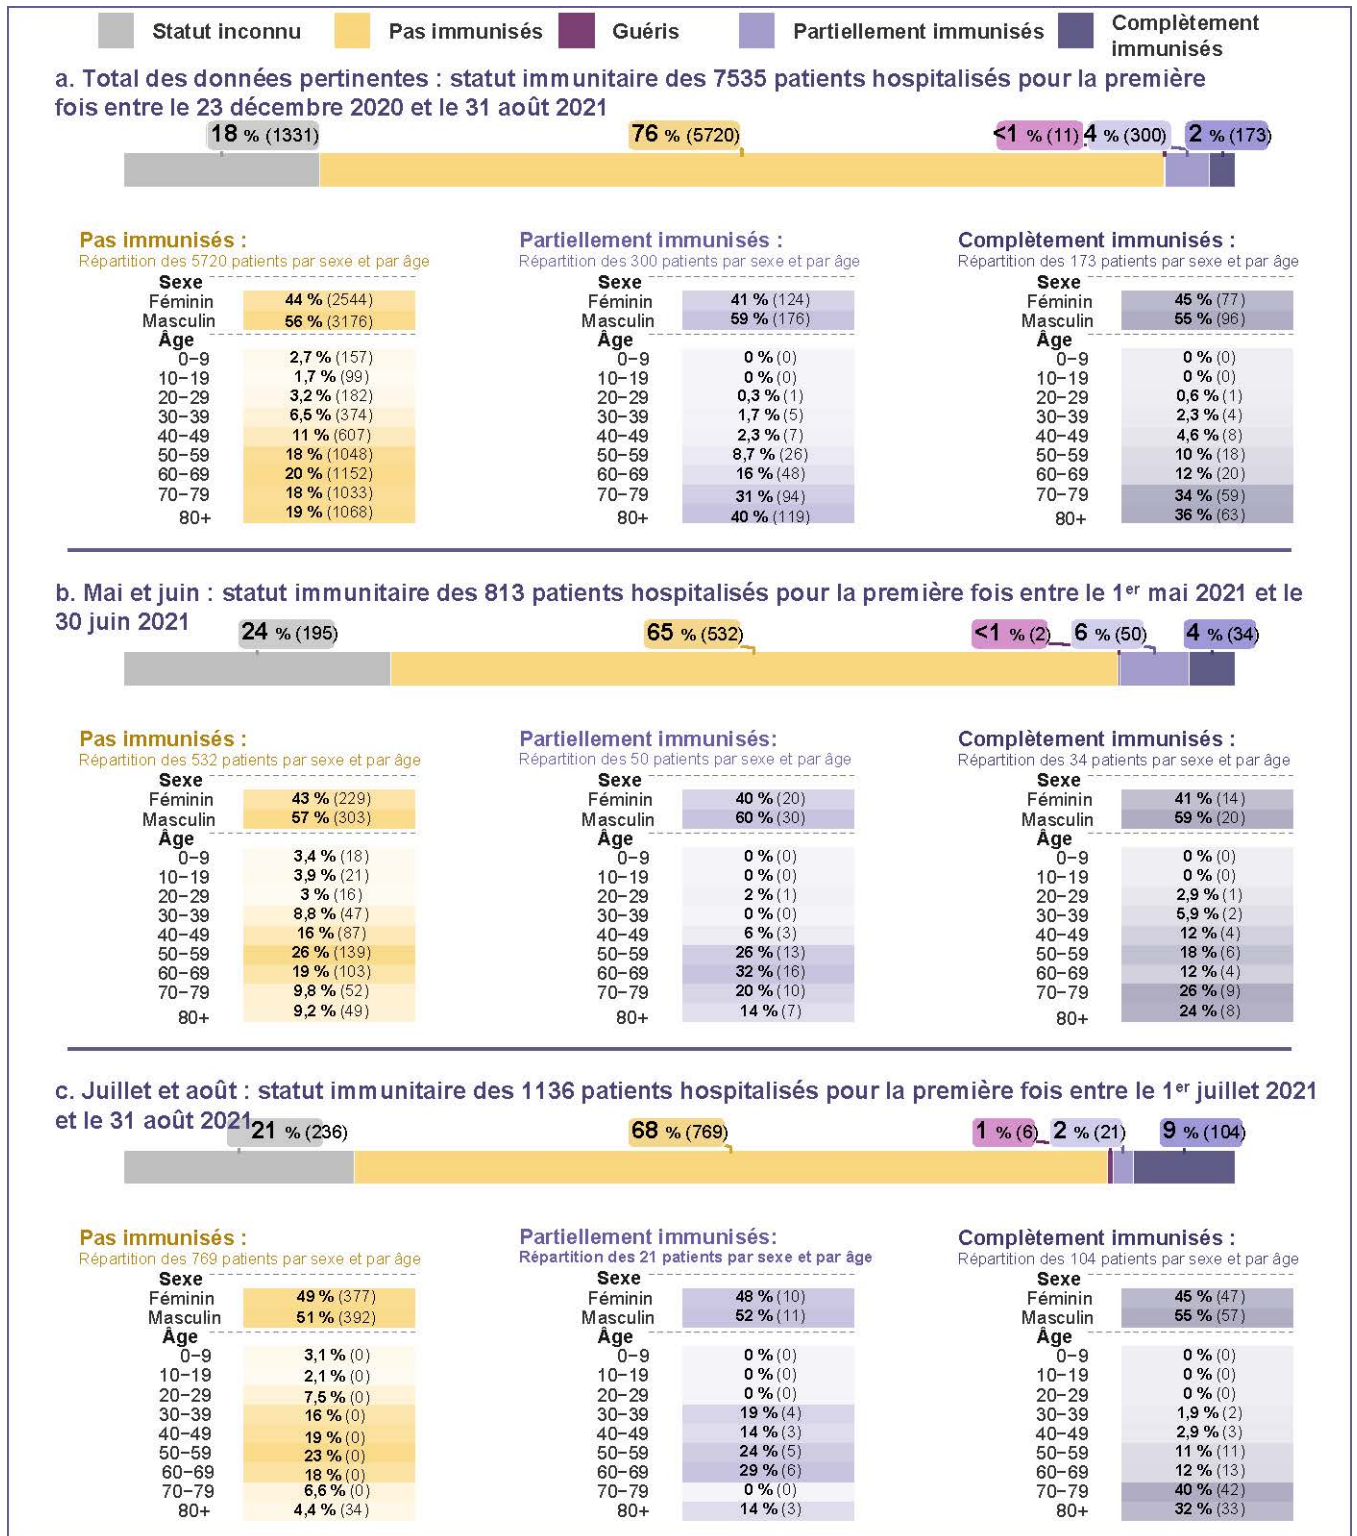 Statut inconnu Pas immunisés Guéris Partiellement immunisés Complètement immunisés
a. Total des données pertinentes : statut immunitaire des 7535 patients hospitalisés pour la première
fois entre le 23 décembre 2020 et le 31 août 2021
18 % (1331) 76 % (5720) <1 % (11) 4 % (300) 2 % (173)
Pas immunisés :
Répartition des 5720 patients par sexe et par âge
Sexe
Féminin 44 % (2544)
Masculin 56 % (3176)
Âge
0–9 2,7 % (157)
10–19 1,7 % (99)
20–29 3,2 % (182)
30–39 6,5 % (374)
40–49 11 % (607)
50–59 18 % (1048)
60–69 20 % (1152)
70–79 18 % (1033)
80+ 19 % (1068)
Partiellement immunisés :
Répartition des 300 patients par sexe et par âge
Sexe
Féminin 41 % (124)
Masculin 59 % (176)
Âge
0–9 0 % (0)
10–19 0 % (0)
20–29 0,3 % (1)
30–39 1,7 % (5)
40–49 2,3 % (7)
50–59 8,7 % (26)
60–69 16 % (48)
70–79 31 % (94)
80+ 40 % (119)
Complètement immunisés :
Répartition des 173 patients par sexe et par âge
Sexe
Féminin 45 % (77)
Masculin 55 % (96)
Âge
0–9 0 % (0)
10–19 0 % (0)
20–29 0,6 % (1)
30–39 2,3 % (4)
40–49 4,6 % (8)
50–59 10 % (18)
60–69 12 % (20)
70–79 34 % (59)
80+ 36 % (63)
b. Mai et juin : statut immunitaire des 813 patients hospitalisés pour la première fois entre le 1er mai 2021 et le
30 juin 2021
24 % (195) 65 % (532) <1 % (2) 6 % (50) 4 % (34)
Pas immunisés :
Répartition des 532 patients par sexe et par âge
Sexe
Féminin 43 % (229)
Masculin 57 % (303)
Âge
0–9 3,4 % (18)
10–19 3,9 % (21)
20–29 3 % (16)
30–39 8,8 % (47)
40–49 16 % (87)
50–59 26 % (139)
60–69 19 % (103)
70–79 9,8 % (52)
80+ 9,2 % (49)
Partiellement immunisés:
Répartition des 50 patients par sexe et par âge
Sexe
Féminin 40 % (20)
Masculin 60 % (30)
Âge
0–9 0 % (0)
10–19 0 % (0)
20–29 2 % (1)
30–39 0 % (0)
40–49 6 % (3)
50–59 26 % (13)
60–69 32 % (16)
70–79 20 % (10)
80+ 14 % (7)
Complètement immunisés :
Répartition des 34 patients par sexe et par âge
Sexe
Féminin 41 % (14)
Masculin 59 % (20)
Âge
0–9 0 % (0)
10–19 0 % (0)
20–29 2,9 % (1)
30–39 5,9 % (2)
40–49 12 % (4)
50–59 18 % (6)
60–69 12 % (4)
70–79 26 % (9)
80+ 24 % (8)
c. Juillet et août : statut immunitaire des 1136 patients hospitalisés pour la première fois entre le 1er juillet 2021
et le 31 août 2021
21 % (236) 68 % (769) 1 % (6) 2 % (21) 9 % (104)
Pas immunisés :
Répartition des 769 patients par sexe et par âge
Sexe
Féminin 49 % (377)
Masculin 51 % (392)
Âge
0–9 3,1 % (0)
10–19 2,1 % (0)
20–29 7,5 % (0)
30–39 16 % (0)
40–49 19 % (0)
50–59 23 % (0)
60–69 18 % (0)
70–79 6,6 % (0)
80+ 4,4 % (34)
Partiellement immunisés:
Répartition des 21 patients par sexe et par âge
Sexe
Féminin 48 % (10)
Masculin 52 % (11)
Âge
0–9 0 % (0)
10–19 0 % (0)
20–29 0 % (0)
30–39 19 % (4)
40–49 14 % (3)
50–59 24 % (5)
60–69 29 % (6)
70–79 0 % (0)
80+ 14 % (3)
Complètement immunisés :
Répartition des 104 patients par sexe et par âge
Sexe
Féminin 45 % (47)
Masculin 55 % (57)
Âge
0–9 0 % (0)
10–19 0 % (0)
20–29 0 % (0)
30–39 1,9 % (2)
40–49 2,9 % (3)
50–59 11 % (11)
60–69 12 % (13)
70–79 40 % (42)
80+ 32 % (33)